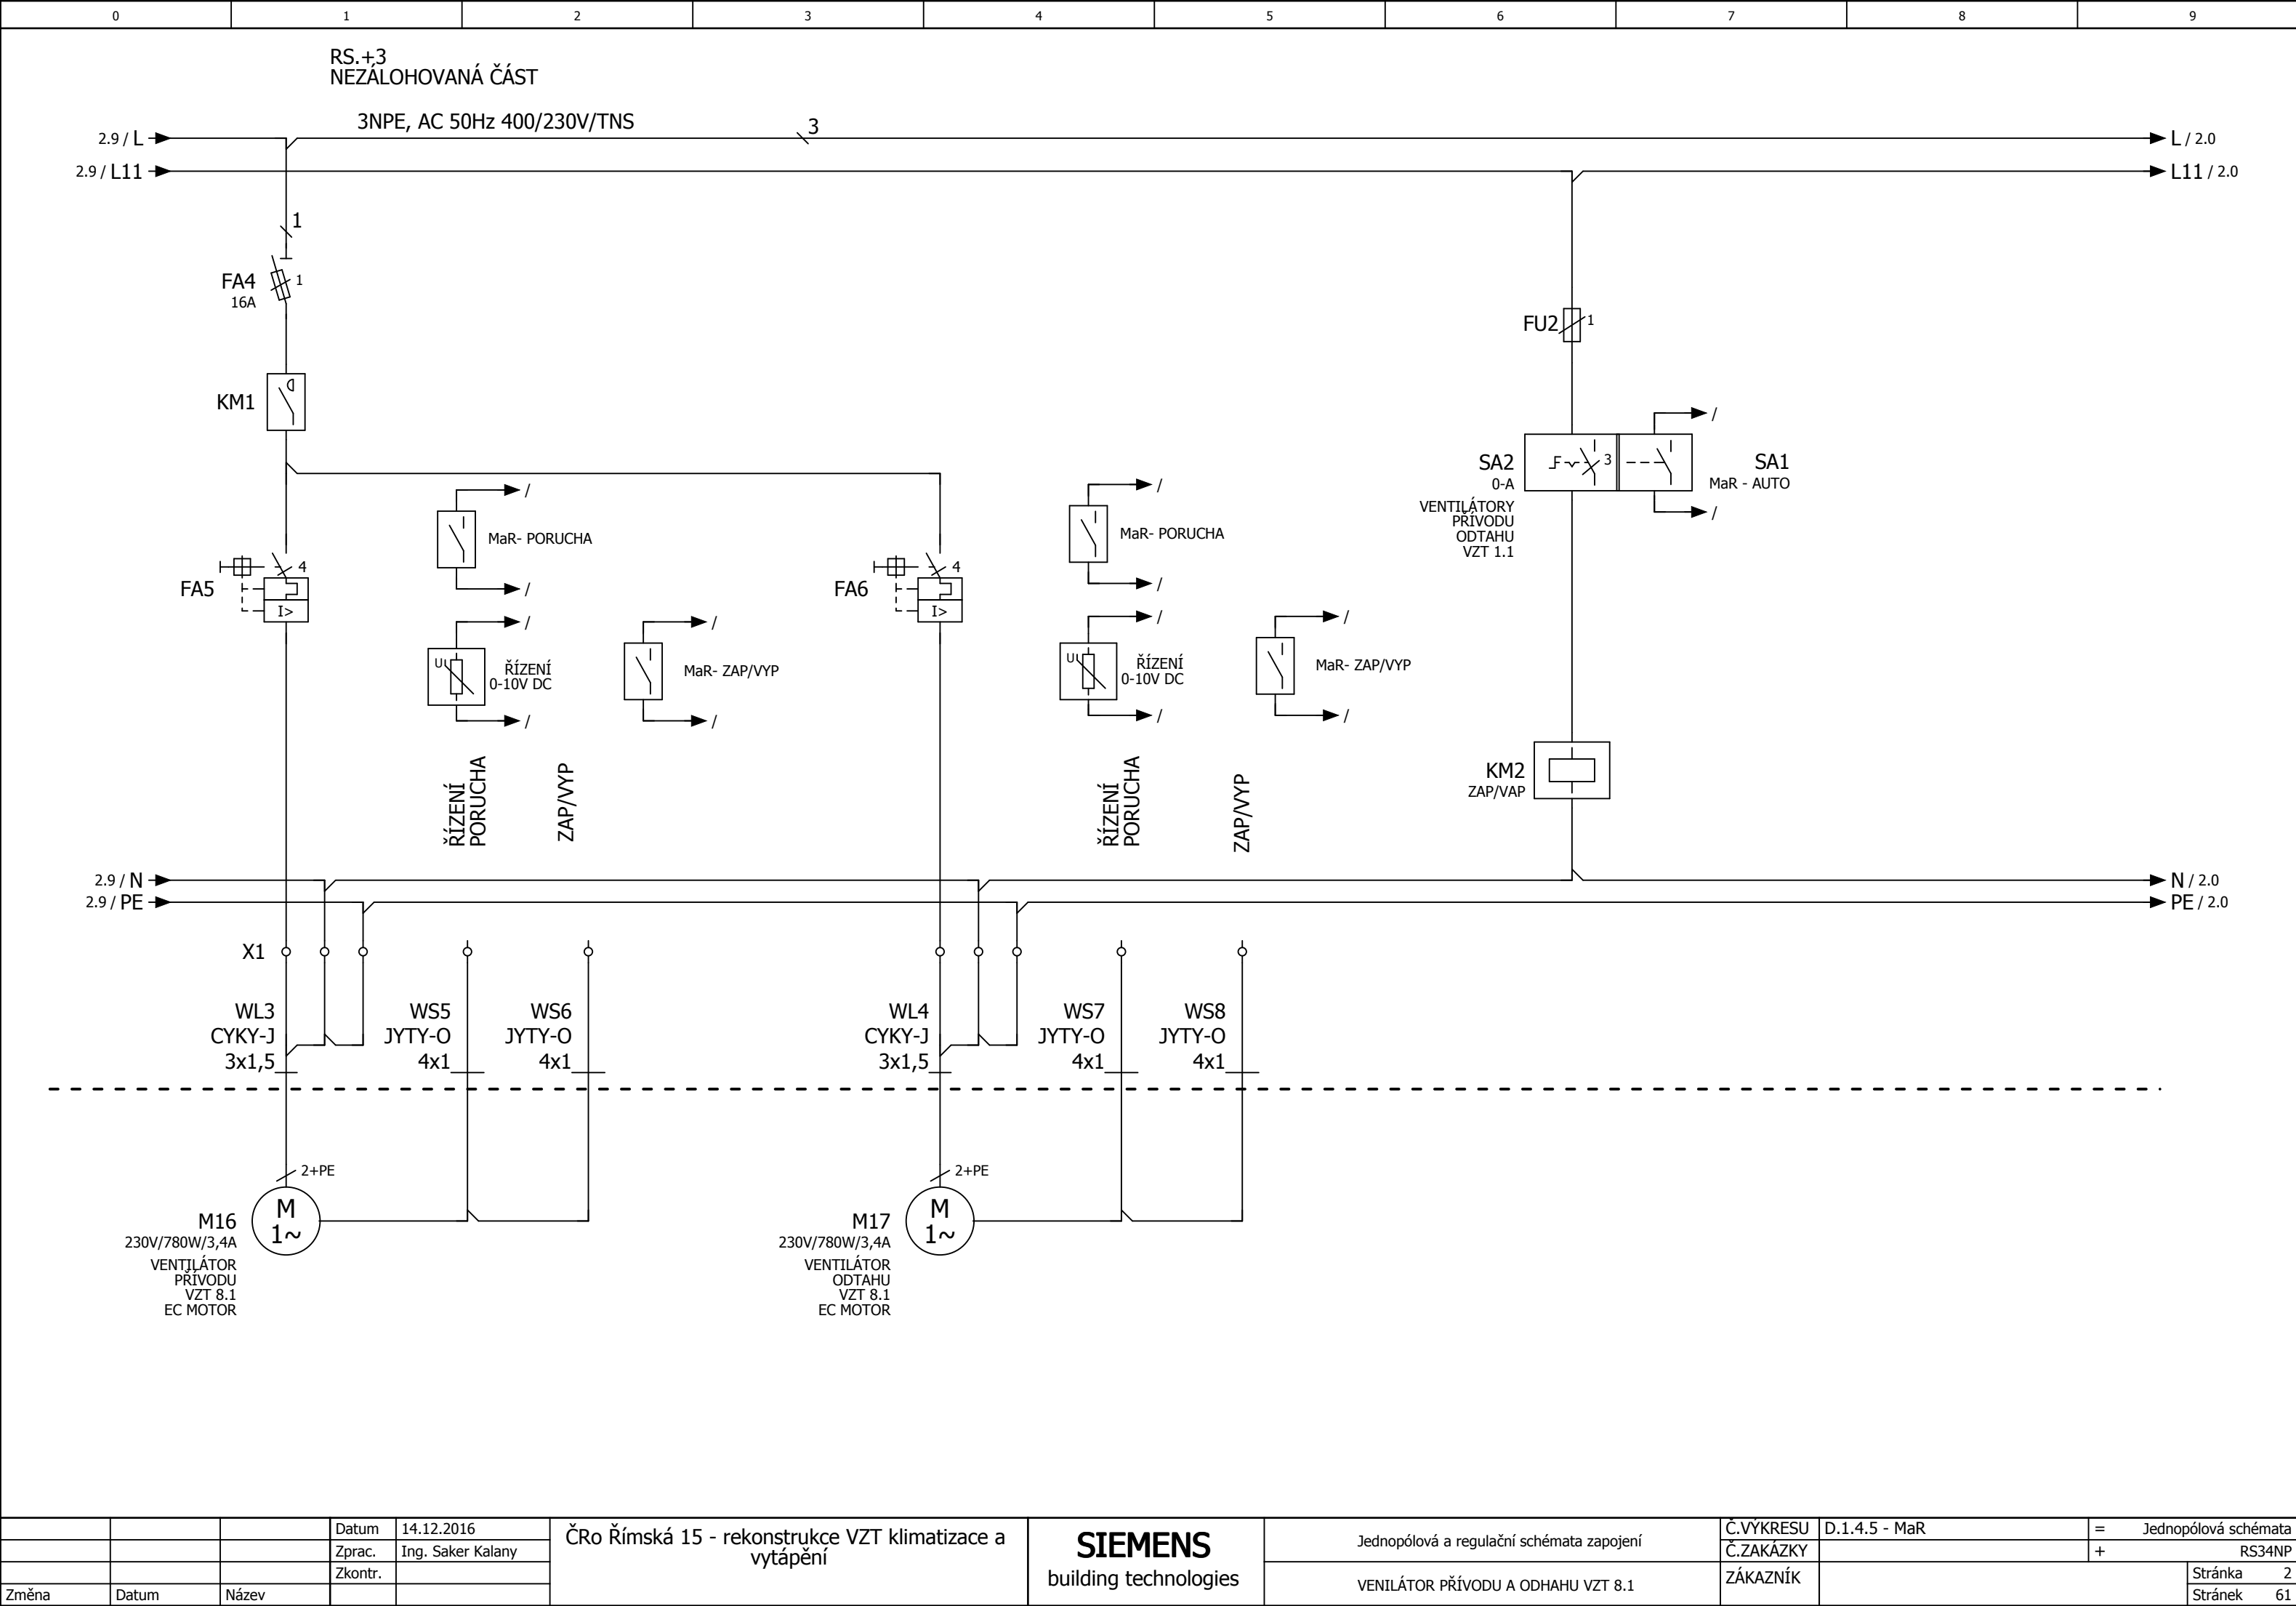 0 1 2 3 4 5 6 7 8 9
RS.+3
NEZÁLOHOVANÁ ČÁST
3NPE, AC 50Hz 400/230V/TNS
3
2.9 / L
L / 2.0
2.9 / L11
L11 / 2.0
1
FA4
16A
1
FU2
1
KM1
/
SA2
0-A
3
SA1
MaR - AUTO
/
VENTILÁTORY
PŘÍVODU
ODTAHU
VZT 1.1
/
MaR- PORUCHA
/
/
MaR- PORUCHA
/
FA5
4
I>
FA6
4
I>
/
U
ŘÍZENÍ
0-10V DC
/
/
MaR- ZAP/VYP
/
/
U
ŘÍZENÍ
0-10V DC
/
/
MaR- ZAP/VYP
/
KM2
ZAP/VAP
ŘÍZENÍ
PORUCHA
ZAP/VYP
ŘÍZENÍ
PORUCHA
ZAP/VYP
2.9 / N
N / 2.0
2.9 / PE
PE / 2.0
X1
WL3
CYKY-J
3x1,5
WS5
JYTY-O
4x1
WS6
JYTY-O
4x1
WL4
CYKY-J
3x1,5
WS7
JYTY-O
4x1
WS8
JYTY-O
4x1
2+PE
M
1~
M16
230V/780W/3,4A
VENTILÁTOR
PŘÍVODU
VZT 8.1
EC MOTOR
2+PE
M
1~
M17
230V/780W/3,4A
VENTILÁTOR
ODTAHU
VZT 8.1
EC MOTOR
Změna Datum Název
Datum 14.12.2016
Zprac. Ing. Saker Kalany
Zkontr.
ČRo Římská 15 - rekonstrukce VZT klimatizace a
vytápění
SIEMENS
building technologies
Jednopólová a regulační schémata zapojení
VENILÁTOR PŘÍVODU A ODHAHU VZT 8.1
Č.VÝKRESU D.1.4.5 - MaR
Č.ZAKÁZKY
ZÁKAZNÍK
= Jednopólová schémata
+ RS34NP
Stránka 2
Stránek 61